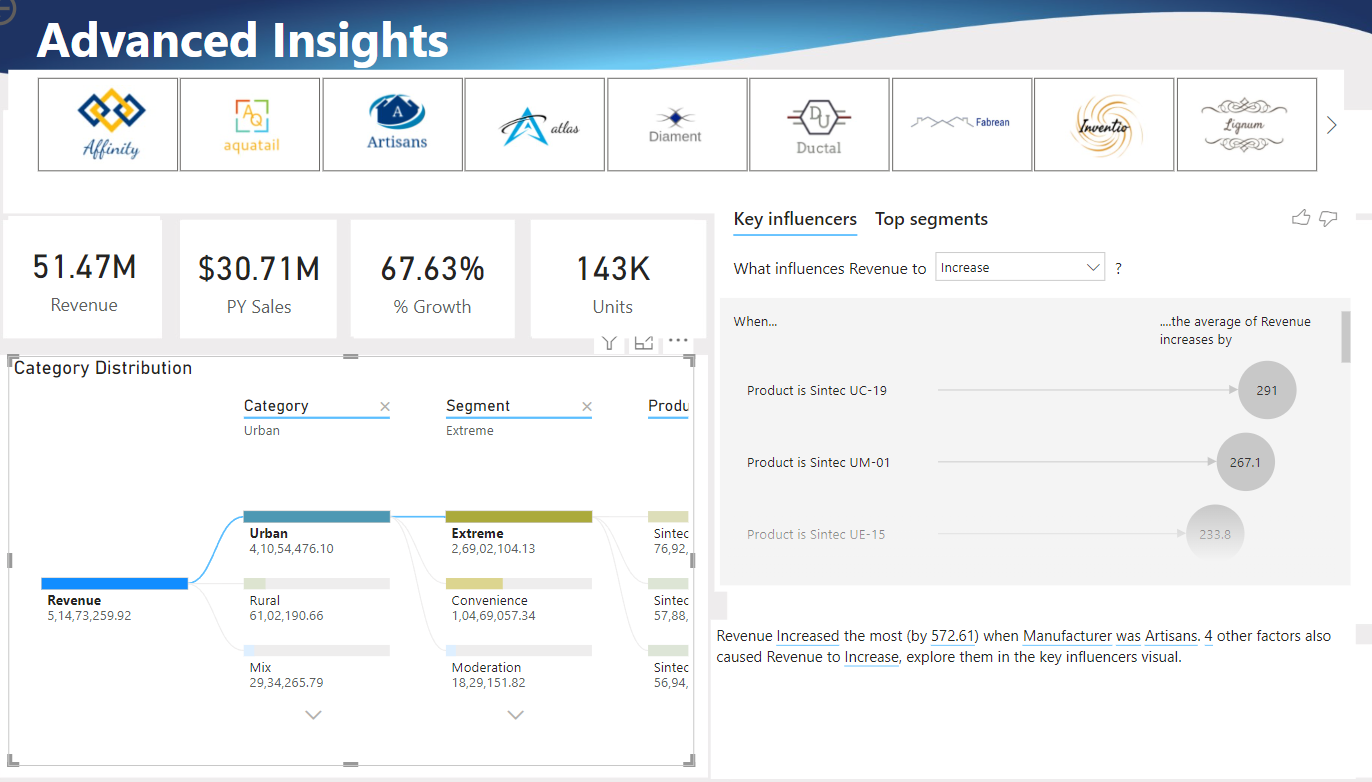 Advanced Insights
Affinity
AQ
aquatail
A
Artisans
atlas
Diament
DU
Ductal
Fabrean
Inventio
Lignum
51.47M
Revenue
$30.71M
PY Sales
67.63%
% Growth
143K
Units
Category Distribution
Category
Urban
Segment
Extreme
Produ
Revenue
5,14,73,259.92
Urban
4,10,54,476.10
Rural
61,02,190.66
Mix
29,34,265.79
Extreme
2,69,02,104.13
Convenience
1,04,69,057.34
Moderation
18,29,151.82
Sintec
76,92,
Sintec
57,88,
Sintec
56,94,
Key influencers Top segments
What influences Revenue to Increase ?
When...
....the average of Revenue
increases by
Product is Sintec UC-19 291
Product is Sintec UM-01 267.1
Product is Sintec UE-15 233.8
Revenue Increased the most (by 572.61) when Manufacturer was Artisans. 4 other factors also
caused Revenue to Increase, explore them in the key influencers visual.